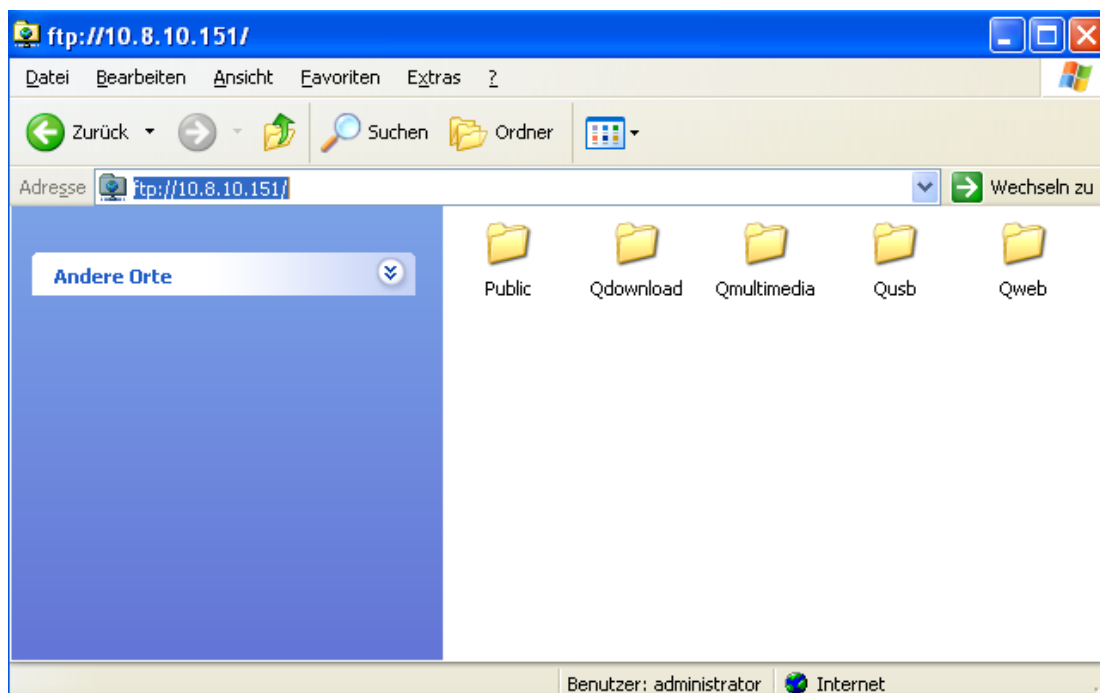 ftp://10.8.10.151/
Datei Bearbeiten Ansicht Favoriten Extras ?
Zurück Suchen Ordner
Adresse ftp://10.8.10.151/ Wechseln zu
Andere Orte
Public Qdownload Qmultimedia Qusb Qweb
Benutzer: administrator Internet